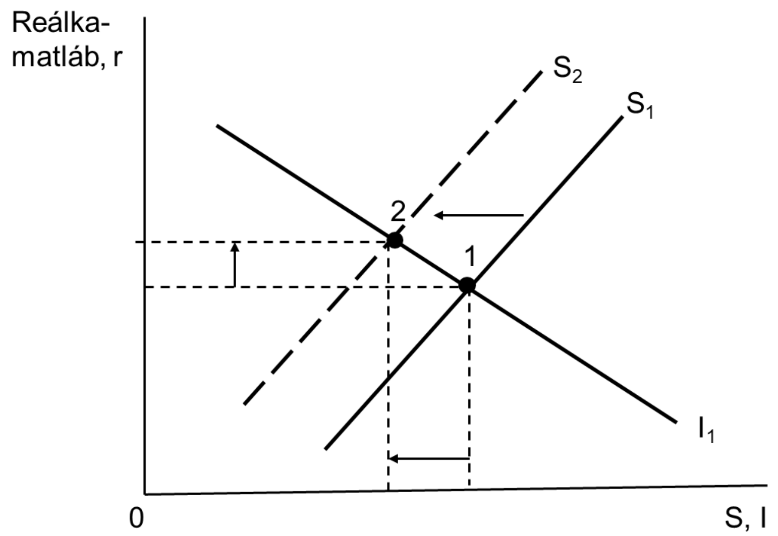 Reálka-
matláb, r
S₂
S₁
2
1
I₁
0
S, I